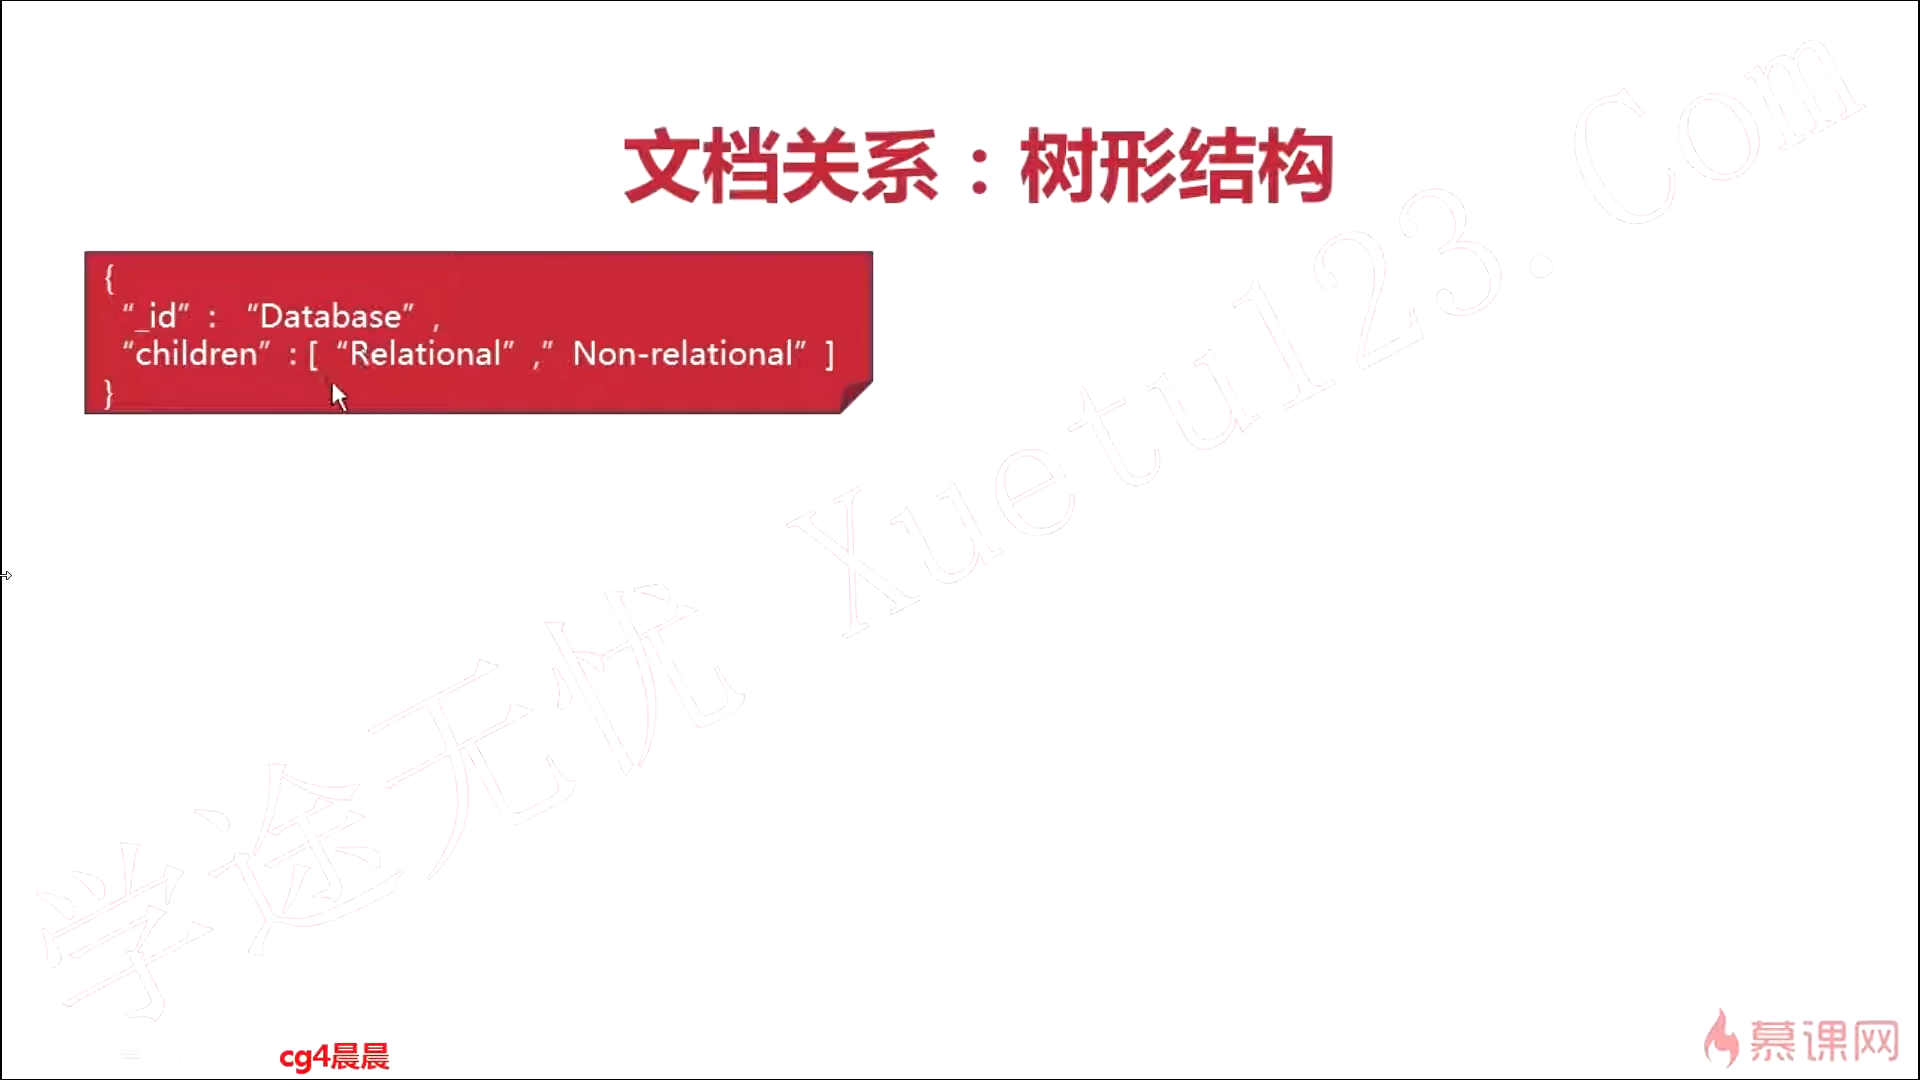 文档关系：树形结构
{
“_id” : “Database” ,
“children” : [ “Relational” ,” Non-relational” ]
}
学途无忧 Xuetu123.Com
cg4晨晨
慕课网